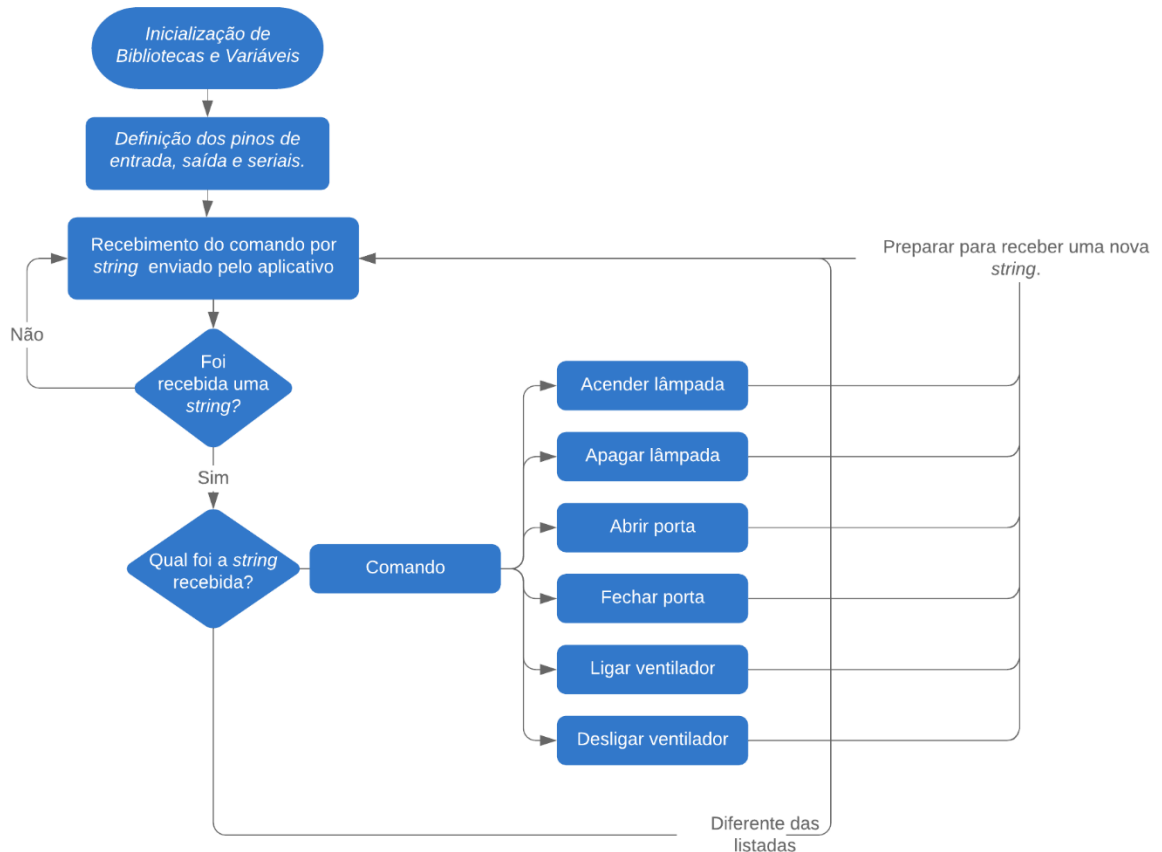 Inicialização de
Bibliotecas e Variáveis
Definição dos pinos de
entrada, saída e seriais.
Recebimento do comando por
string enviado pelo aplicativo
Preparar para receber uma nova
string.
Não
Foi
recebida uma
string?
Sim
Qual foi a string
recebida?
Comando
Acender lâmpada
Apagar lâmpada
Abrir porta
Fechar porta
Ligar ventilador
Desligar ventilador
Diferente das
listadas